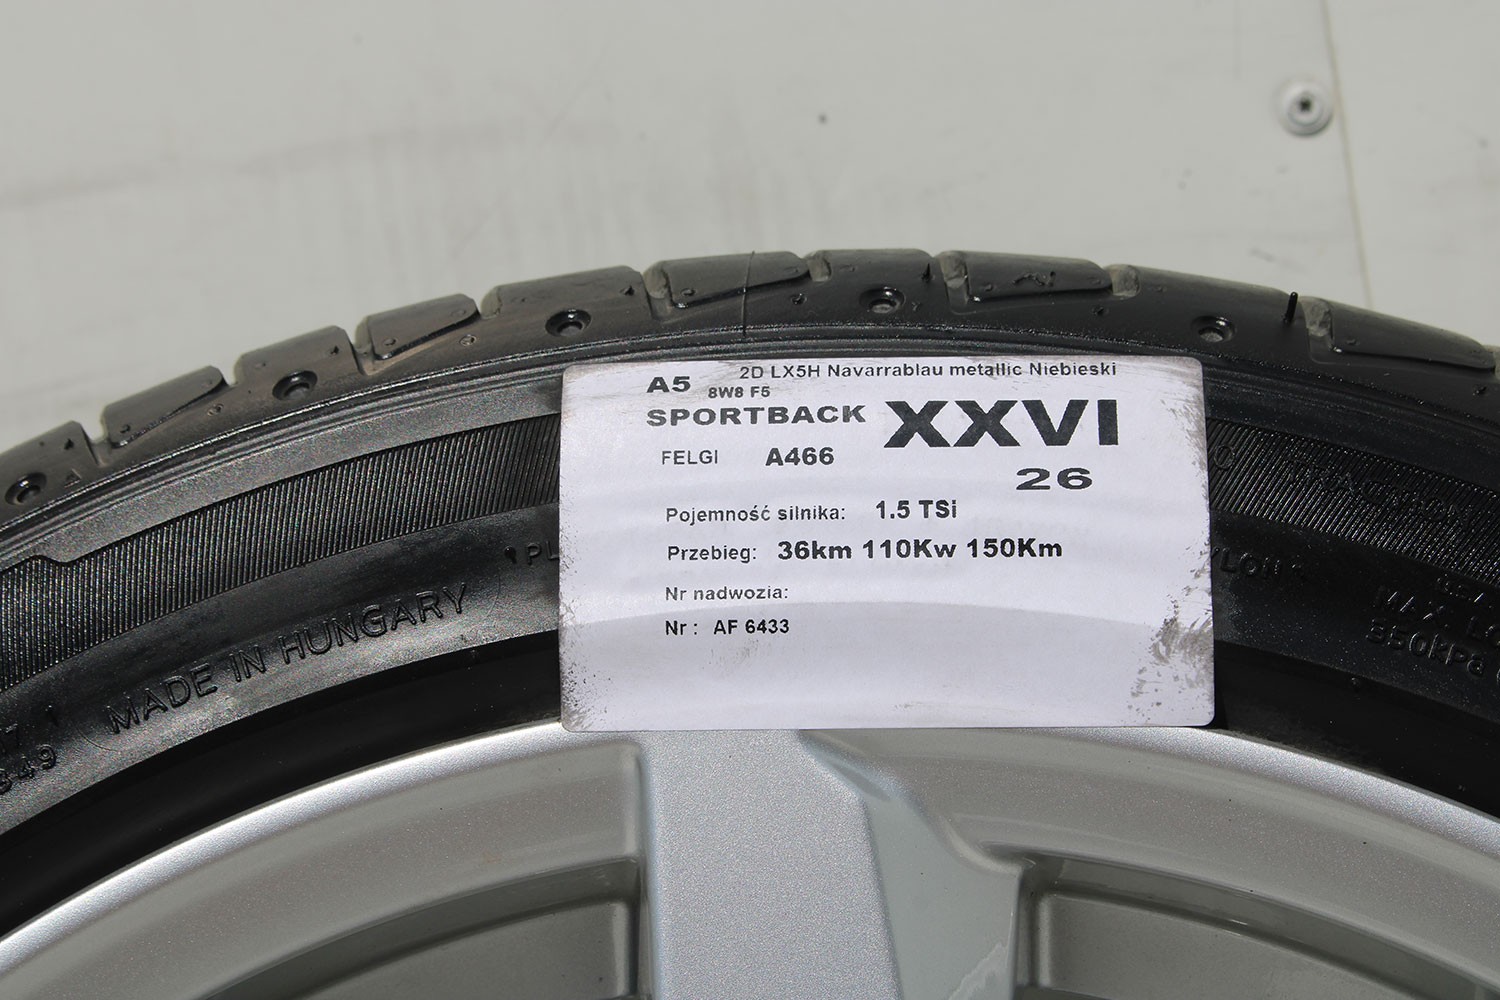 2D LX5H Navarrablau metallic Niebieski
A5 8W8 F5
SPORTBACK XXVI
FELGI A466
26
Pojemność silnika: 1.5 TSi
Przebieg: 36km 110Kw 150Km
Nr nadwozia:
Nr : AF 6433
MADE IN HUNGARY
350kPa